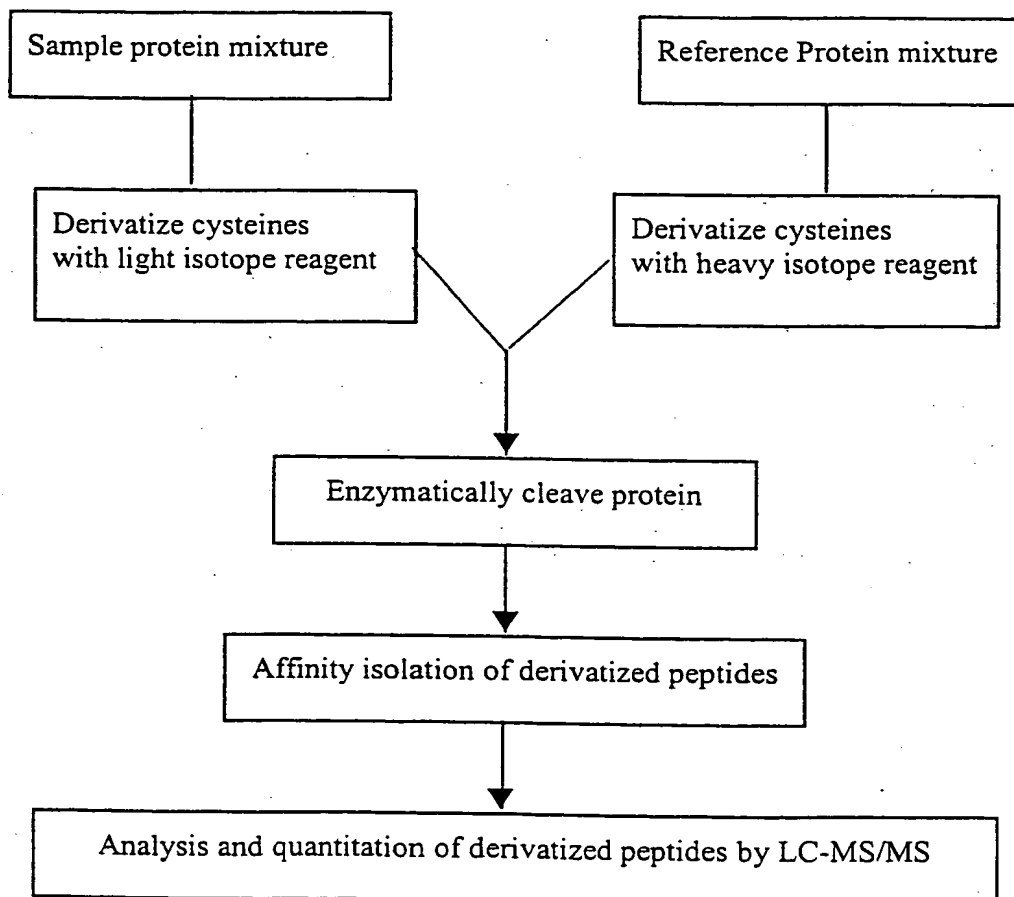 Sample protein mixture
Reference Protein mixture
Derivatize cysteines
with light isotope reagent
Derivatize cysteines
with heavy isotope reagent
Enzymatically cleave protein
Affinity isolation of derivatized peptides
Analysis and quantitation of derivatized peptides by LC-MS/MS